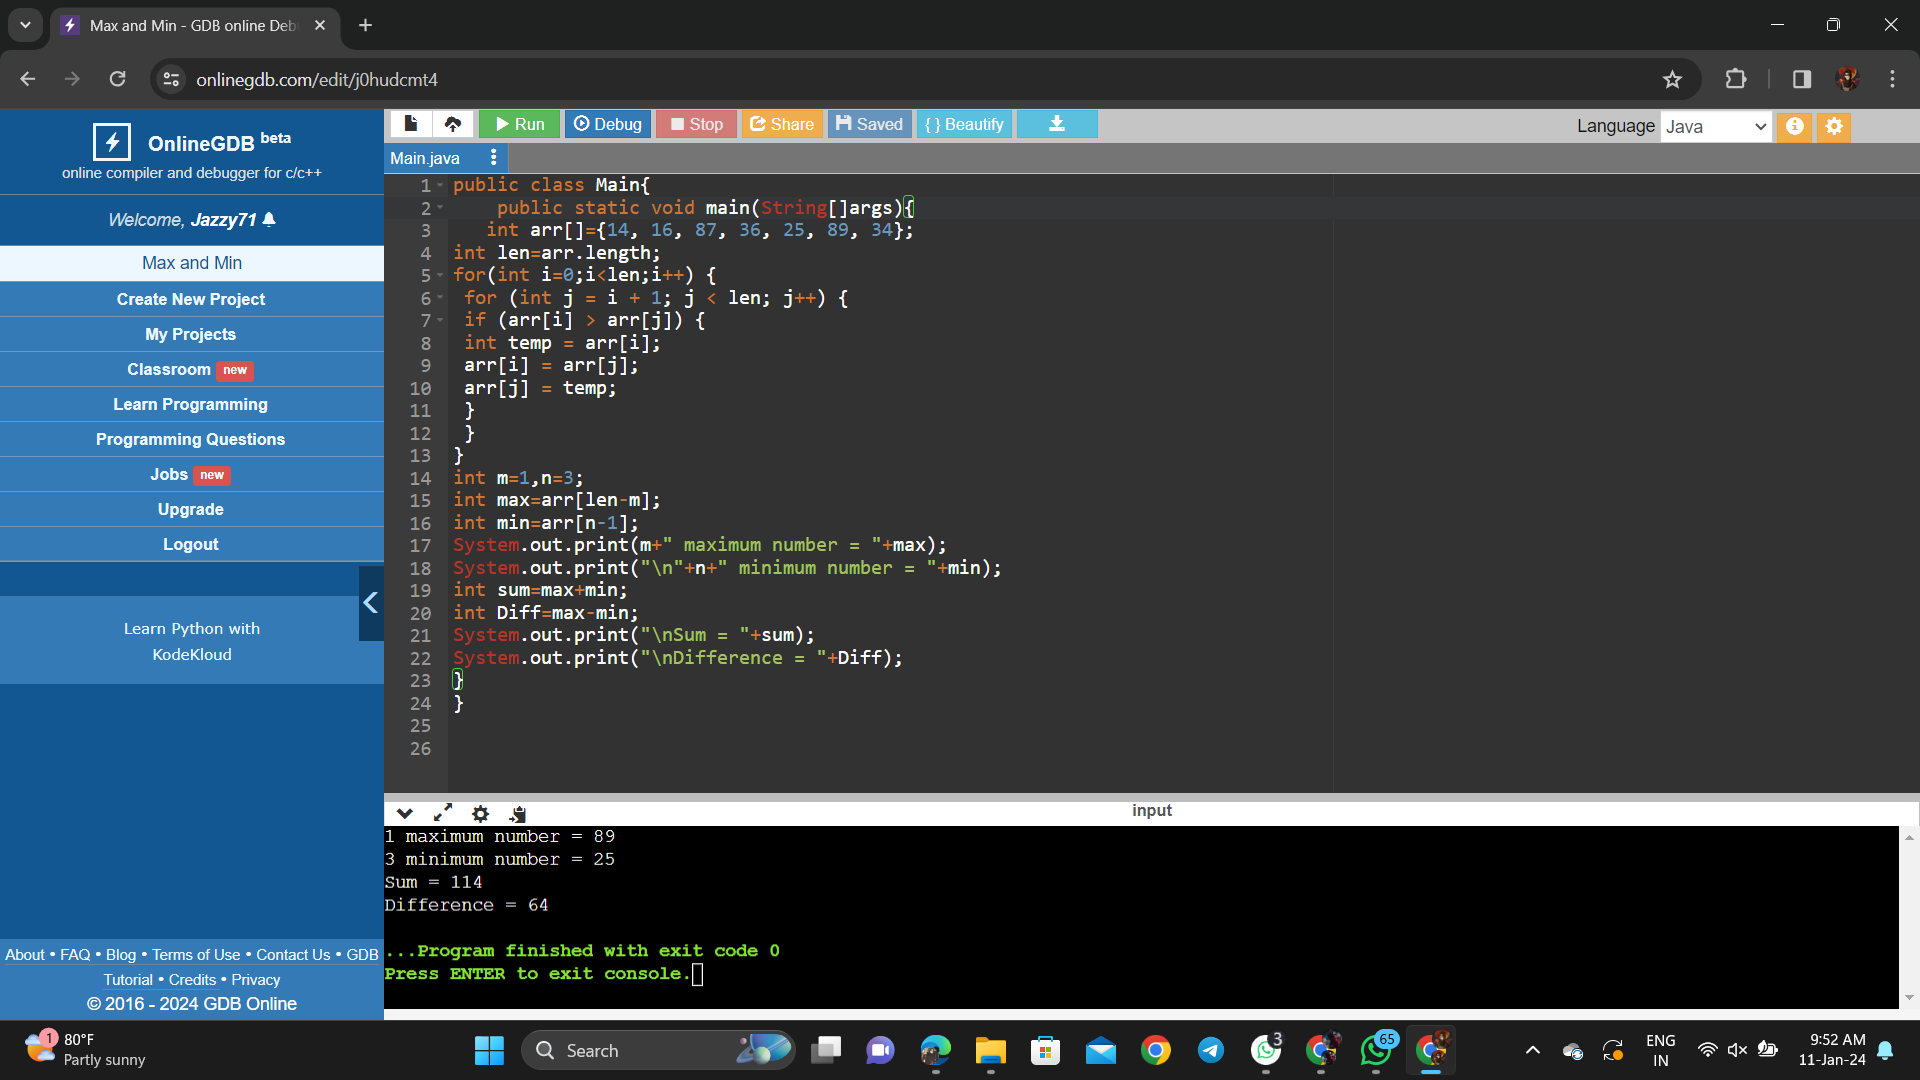 Max and Min - GDB online Deb
onlinegdb.com/edit/j0hudcmt4
OnlineGDB beta
online compiler and debugger for c/c++
Welcome, Jazzy71
Max and Min
Create New Project
My Projects
Classroom new
Learn Programming
Programming Questions
Jobs new
Upgrade
Logout
Learn Python with
KodeKloud
About • FAQ • Blog • Terms of Use • Contact Us • GDB
Tutorial • Credits • Privacy
© 2016 - 2024 GDB Online
Run Debug Stop Share Saved { } Beautify Language Java
Main.java
1 public class Main{
2 public static void main(String[]args){
3 int arr[]={14, 16, 87, 36, 25, 89, 34};
4 int len=arr.length;
5 for(int i=0;i<len;i++) {
6 for (int j = i + 1; j < len; j++) {
7 if (arr[i] > arr[j]) {
8 int temp = arr[i];
9 arr[i] = arr[j];
10 arr[j] = temp;
11 }
12 }
13 }
14 int m=1,n=3;
15 int max=arr[len-m];
16 int min=arr[n-1];
17 System.out.print(m+" maximum number = "+max);
18 System.out.print("\n"+n+" minimum number = "+min);
19 int sum=max+min;
20 int Diff=max-min;
21 System.out.print("\nSum = "+sum);
22 System.out.print("\nDifference = "+Diff);
23 }
24 }
25
26
input
1 maximum number = 89
3 minimum number = 25
Sum = 114
Difference = 64
...Program finished with exit code 0
Press ENTER to exit console.
1 80°F
Partly sunny
Search
3
65
ENG
IN
9:52 AM
11-Jan-24